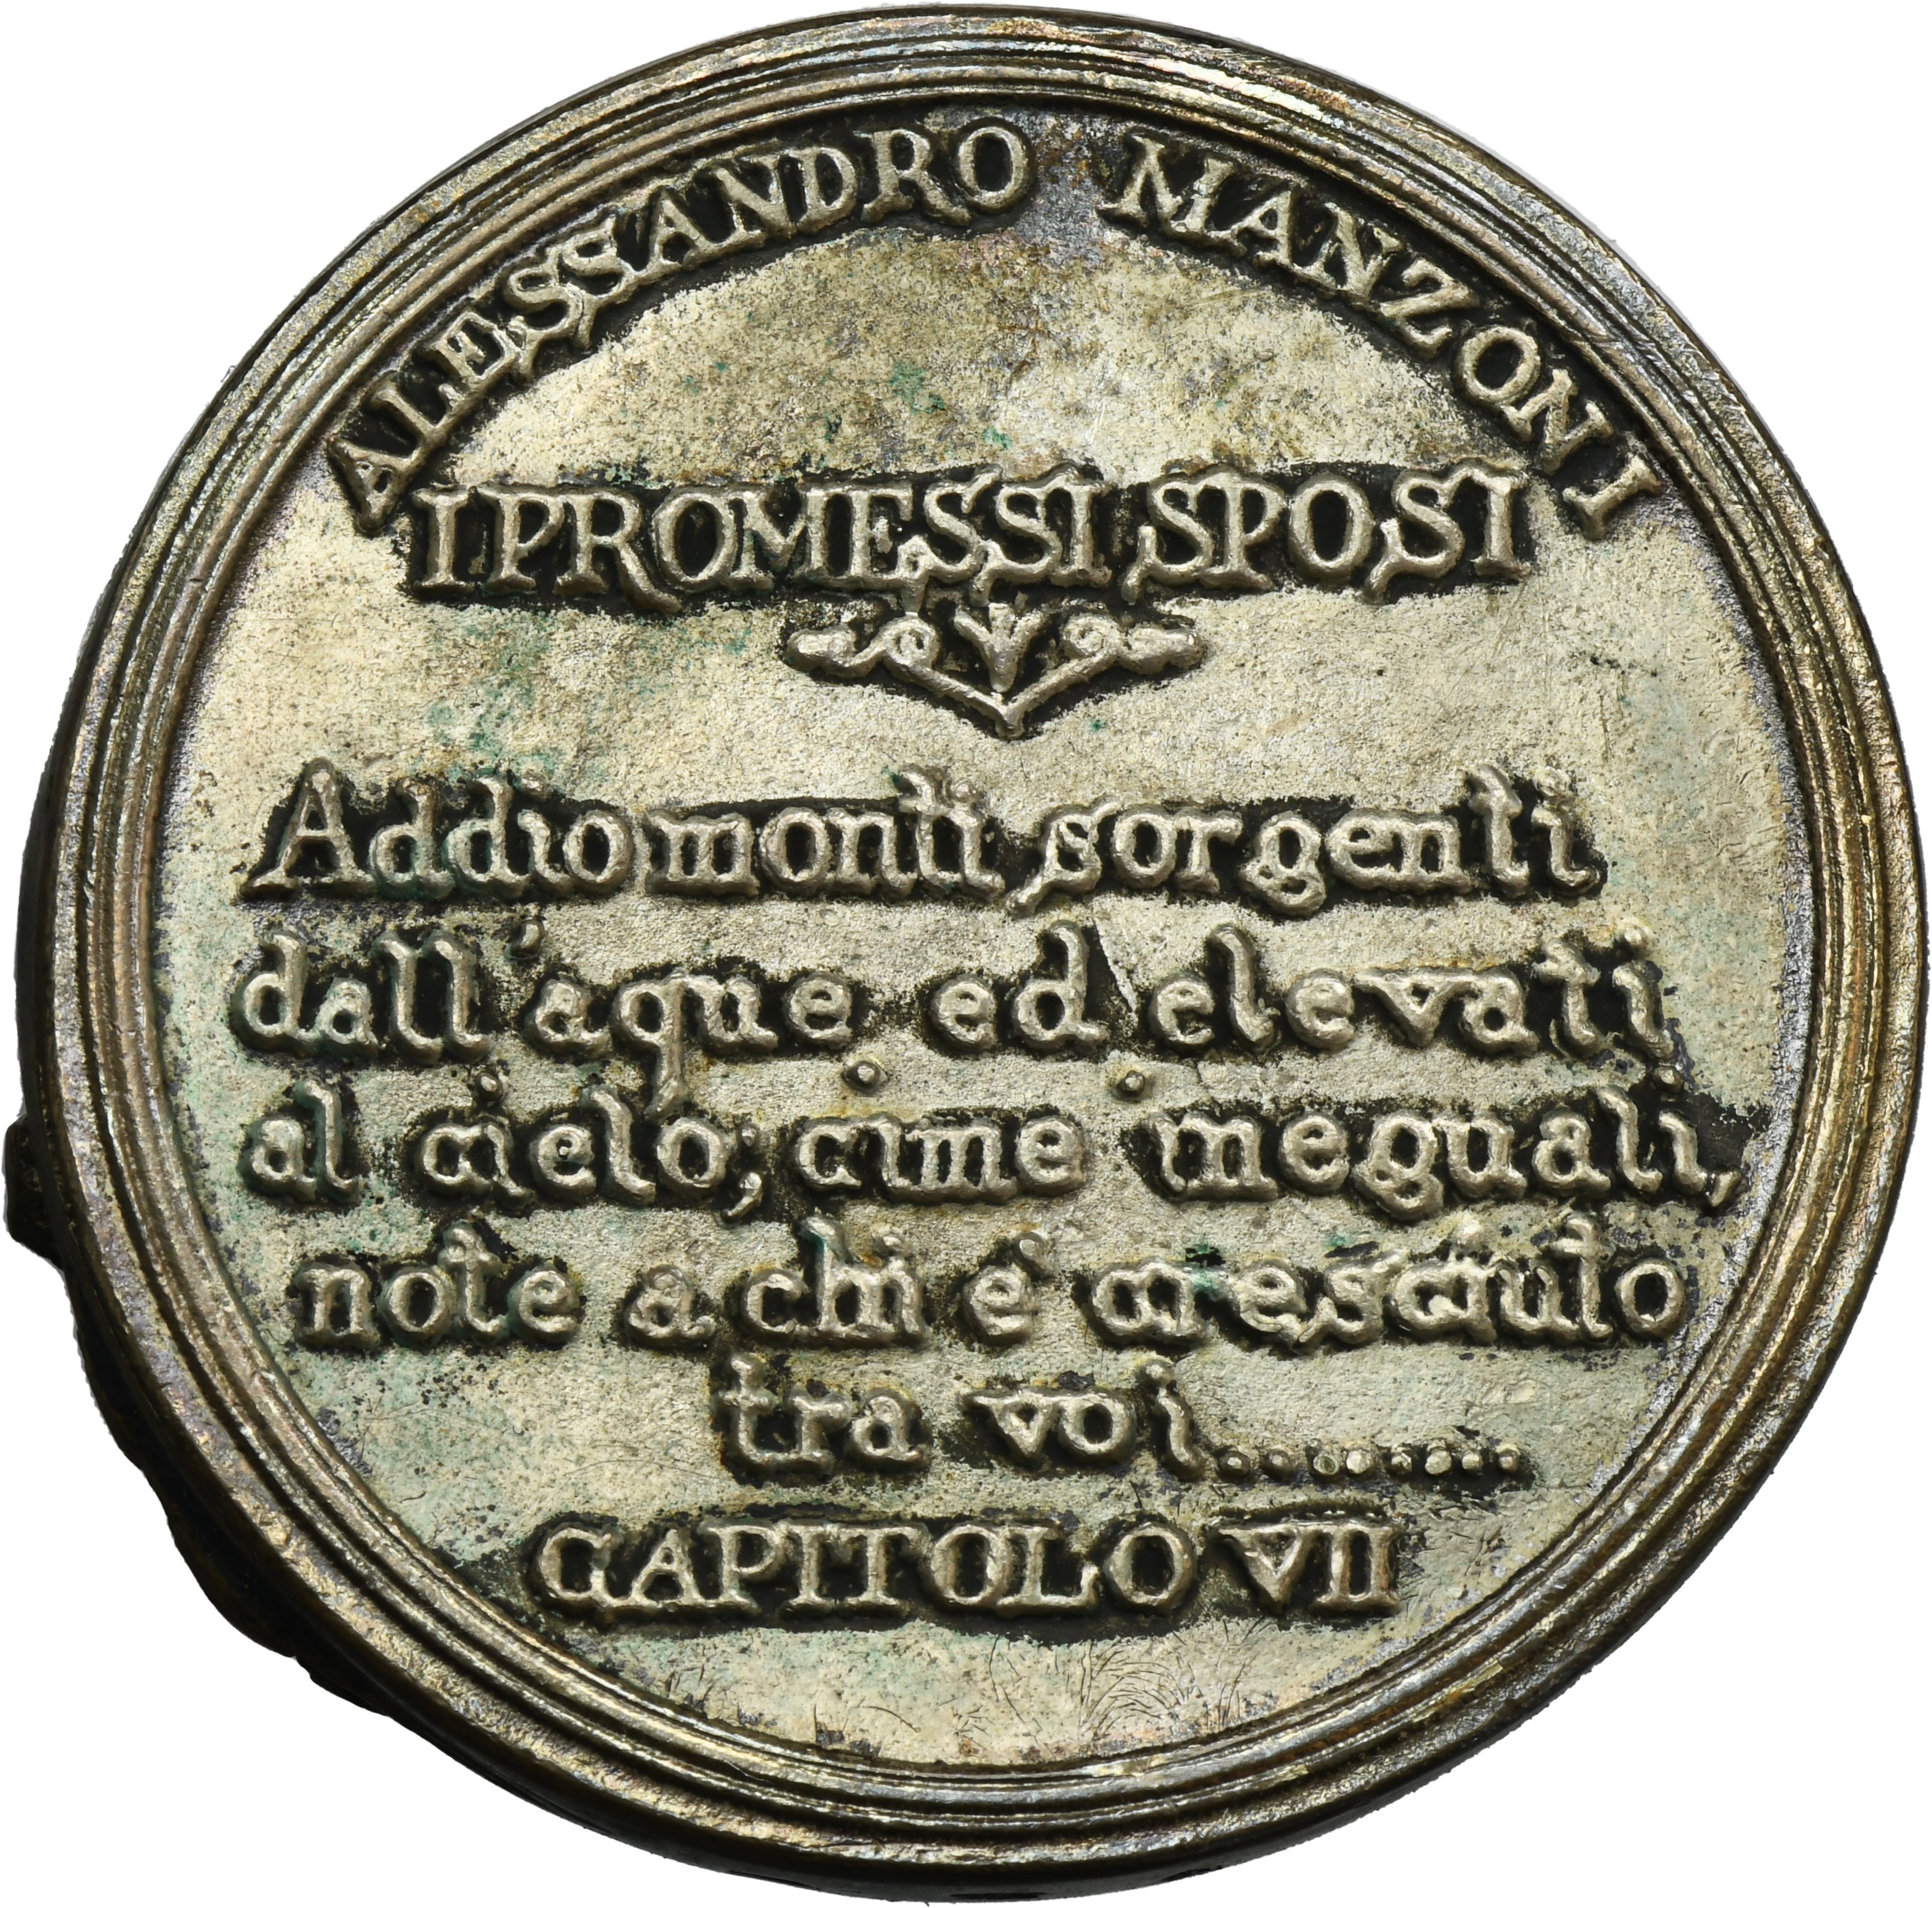 ALESSANDRO MANZONI
I PROMESSI SPOSI
Addio monti sorgenti
dall'aque ed elevati
al cielo; cime ineguali,
note a chi e' cresciuto
tra voi.........
CAPITOLO VII